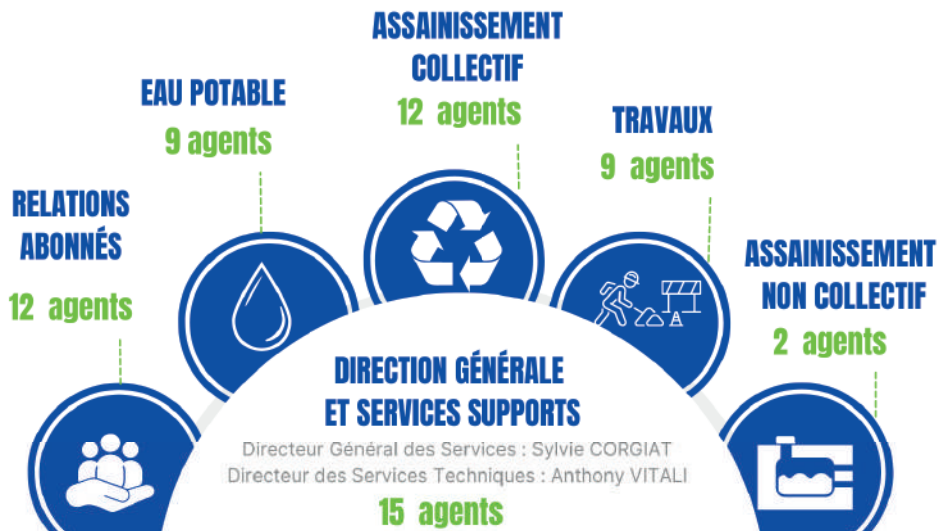 RELATIONS
ABONNÉS
12 agents
EAU POTABLE
9 agents
ASSAINISSEMENT
COLLECTIF
12 agents
TRAVAUX
9 agents
ASSAINISSEMENT
NON COLLECTIF
2 agents
DIRECTION GÉNÉRALE
ET SERVICES SUPPORTS
Directeur Général des Services : Sylvie CORGIAT
Directeur des Services Techniques : Anthony VITALI
15 agents